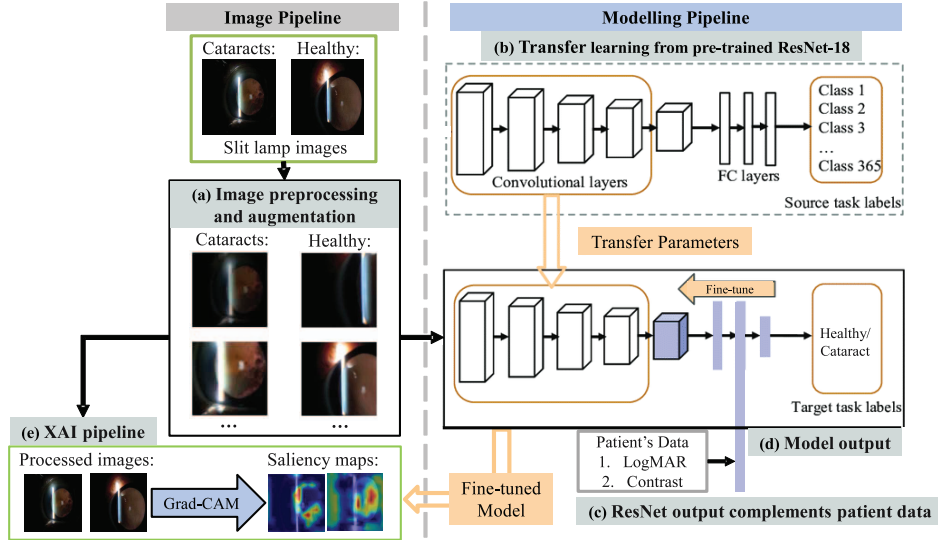 Image Pipeline
Cataracts:
Healthy:
Slit lamp images
(a) Image preprocessing
and augmentation
Cataracts:
Healthy:
...
...
(e) XAI pipeline
Processed images:
Grad-CAM
Saliency maps:
Modelling Pipeline
(b) Transfer learning from pre-trained ResNet-18
Convolutional layers
FC layers
Class 1
Class 2
Class 3
...
Class 365
Source task labels
Transfer Parameters
Fine-tune
Healthy/
Cataract
Target task labels
(d) Model output
Patient's Data
1. LogMAR
2. Contrast
Fine-tuned
Model
(c) ResNet output complements patient data